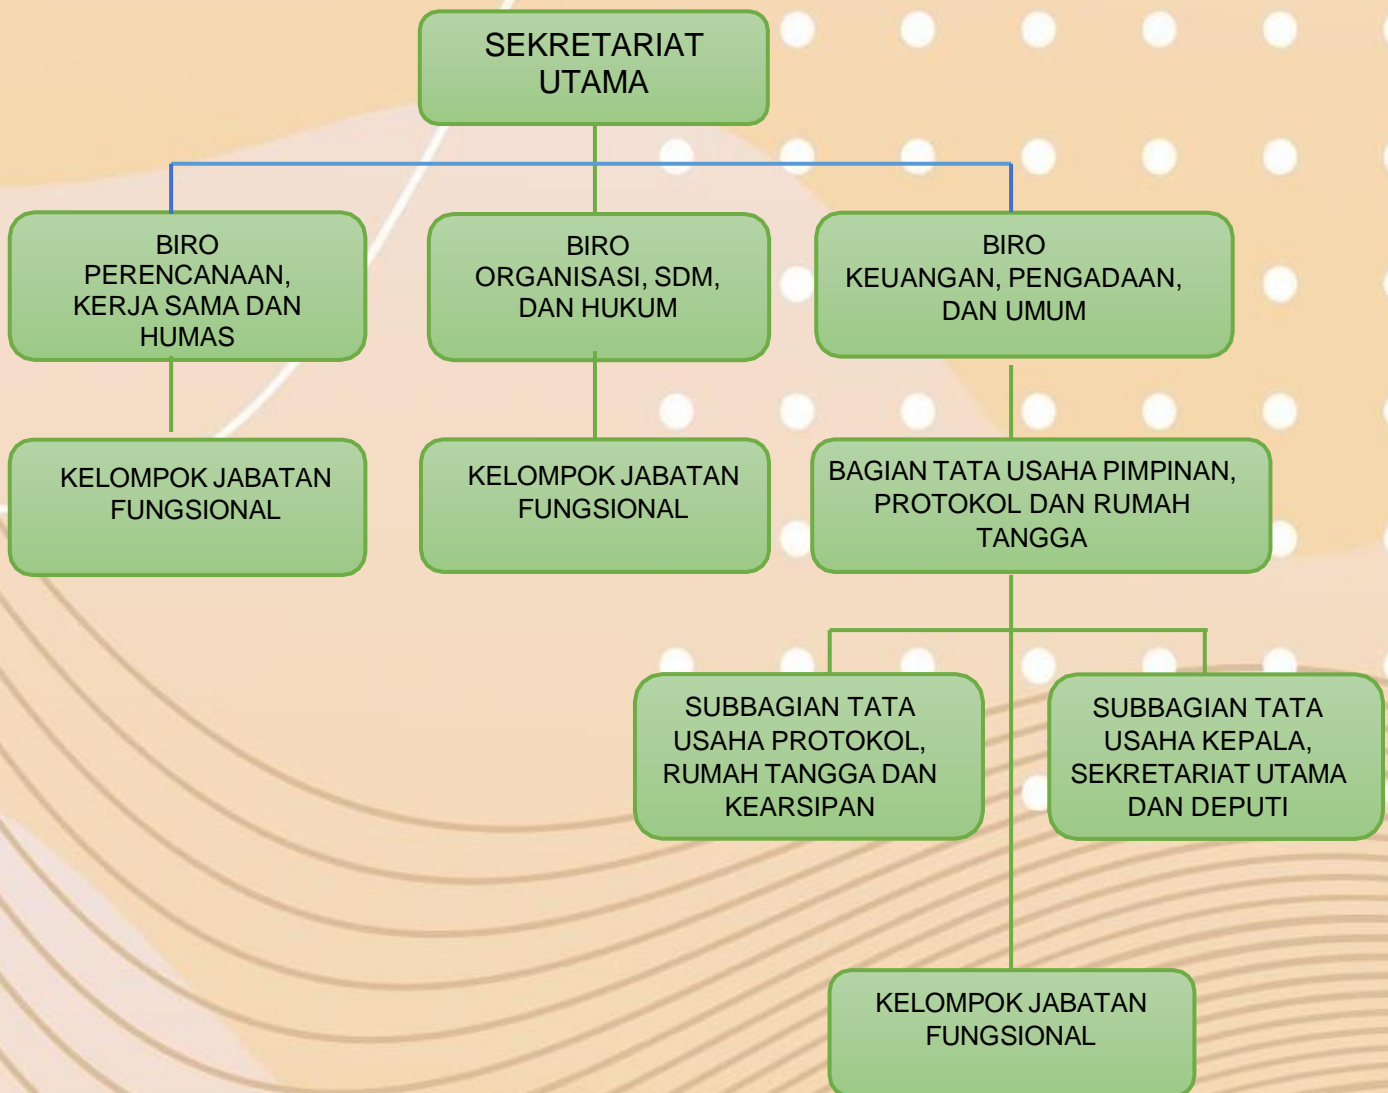 SEKRETARIAT
UTAMA
BIRO
PERENCANAAN,
KERJA SAMA DAN
HUMAS
BIRO
ORGANISASI, SDM,
DAN HUKUM
BIRO
KEUANGAN, PENGADAAN,
DAN UMUM
KELOMPOK JABATAN
FUNGSIONAL
KELOMPOK JABATAN
FUNGSIONAL
BAGIAN TATA USAHA PIMPINAN,
PROTOKOL DAN RUMAH
TANGGA
SUBBAGIAN TATA
USAHA PROTOKOL,
RUMAH TANGGA DAN
KEARSIPAN
SUBBAGIAN TATA
USAHA KEPALA,
SEKRETARIAT UTAMA
DAN DEPUTI
KELOMPOK JABATAN
FUNGSIONAL